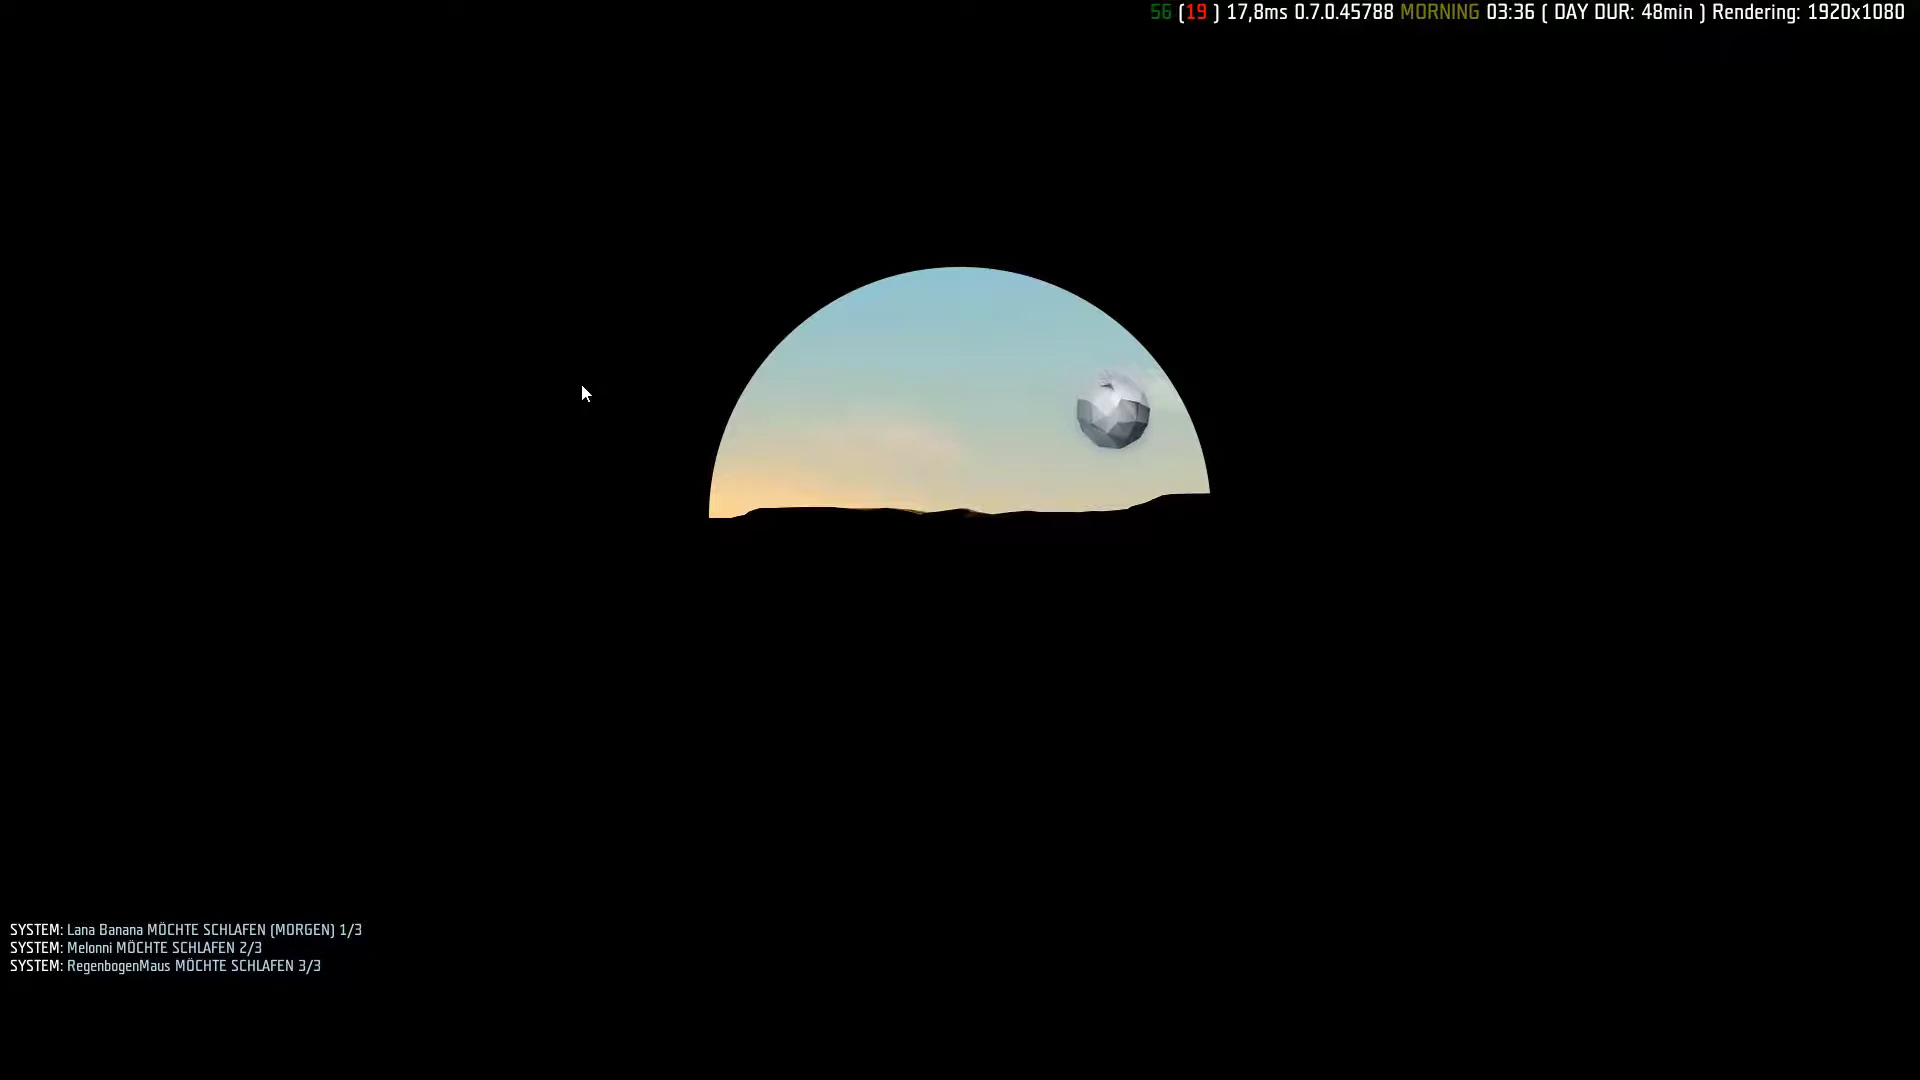 56 (19 ) 17,8ms 0.7.0.45788 MORNING 03:36 ( DAY DUR: 48min ) Rendering: 1920x1080
SYSTEM: Lana Banana MÖCHTE SCHLAFEN (MORGEN) 1/3
SYSTEM: Melonni MÖCHTE SCHLAFEN 2/3
SYSTEM: RegenbogenMaus MÖCHTE SCHLAFEN 3/3